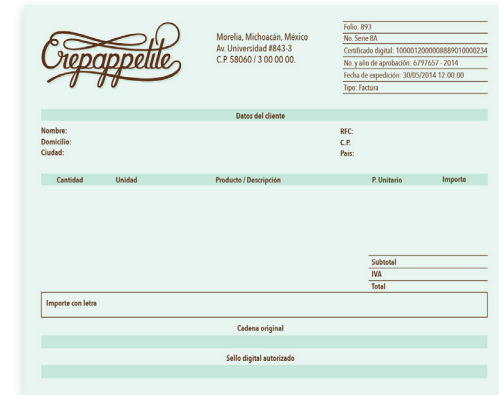 Crepappetite
Morelia, Michoacán, México
Av. Universidad #843-3
C.P. 58060 / 3 00 00 00.
Folio: 893
No. Serie 8A
Certificado digital: 1000012000008889010000234
No. y año de aprobación: 6797657 - 2014
Fecha de expedición: 30/05/2014 12:00:00
Tipo: Factura
Datos del cliente
Nombre:
Domicilio:
Ciudad:
RFC:
C.P.
Pais:
Cantidad Unidad Producto / Descripción P. Unitario Importe
Subtotal
IVA
Total
Importe con letra
Cadena original
Sello digital autorizado